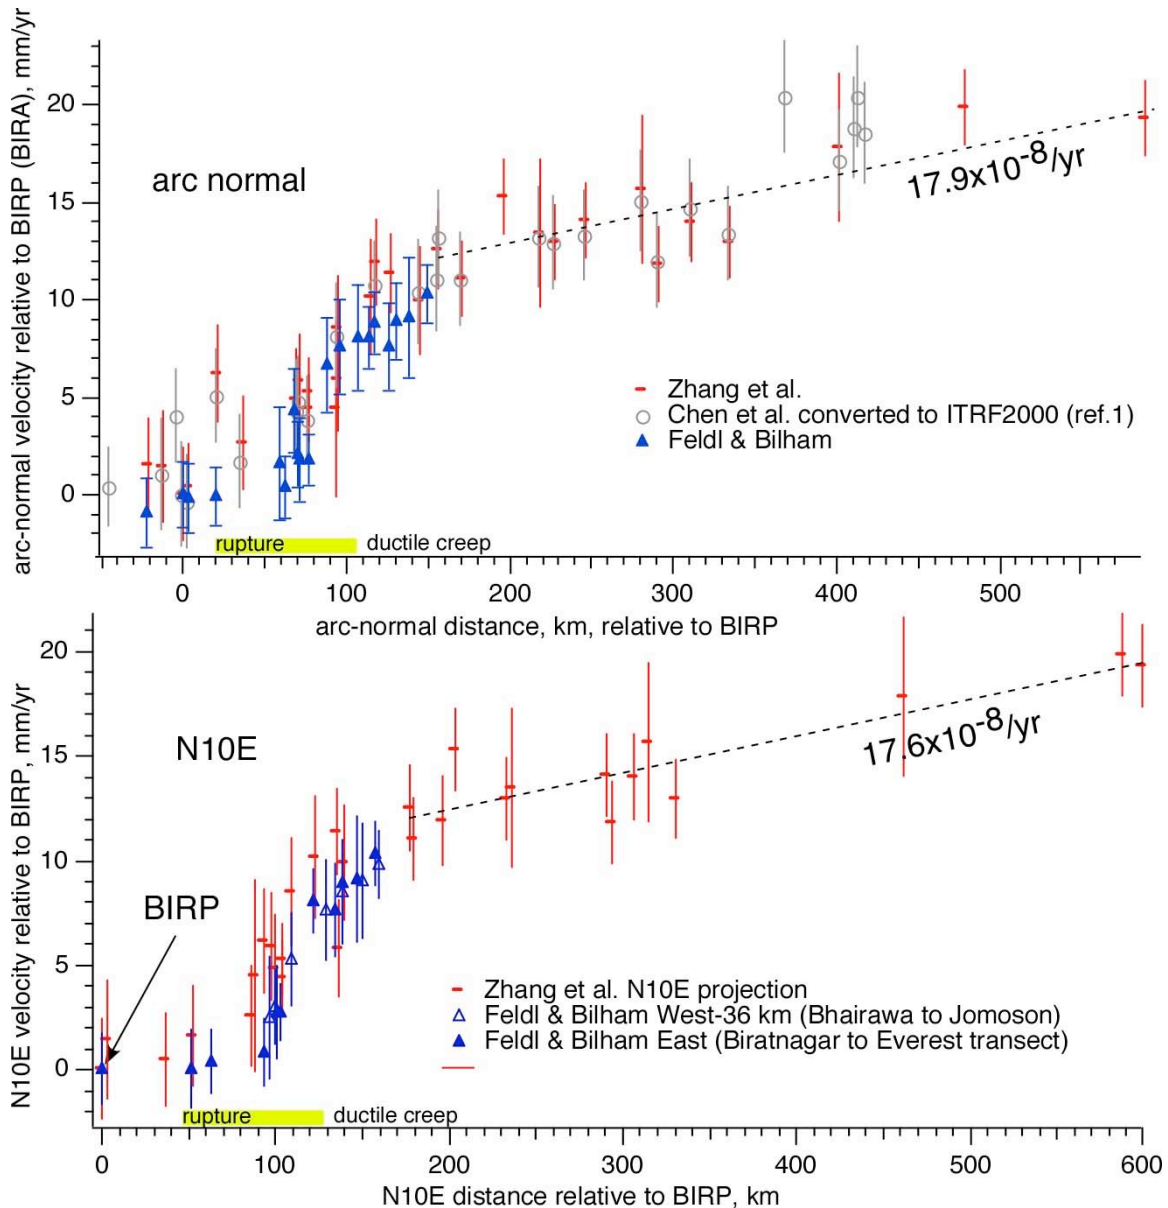 arc-normal velocity relative to BIRP (BIRA), mm/yr
20
15
10
5
0
arc normal
17.9x10-8/yr
Zhang et al.
Chen et al. converted to ITRF2000 (ref.1)
Feldl & Bilham
rupture
ductile creep
0 100 200 300 400 500
arc-normal distance, km, relative to BIRP
N10E velocity relative to BIRP, mm/yr
20
15
10
5
0
N10E
17.6x10-8/yr
BIRP
Zhang et al. N10E projection
Feldl & Bilham West-36 km (Bhairawa to Jomoson)
Feldl & Bilham East (Biratnagar to Everest transect)
rupture
ductile creep
0 100 200 300 400 500 600
N10E distance relative to BIRP, km